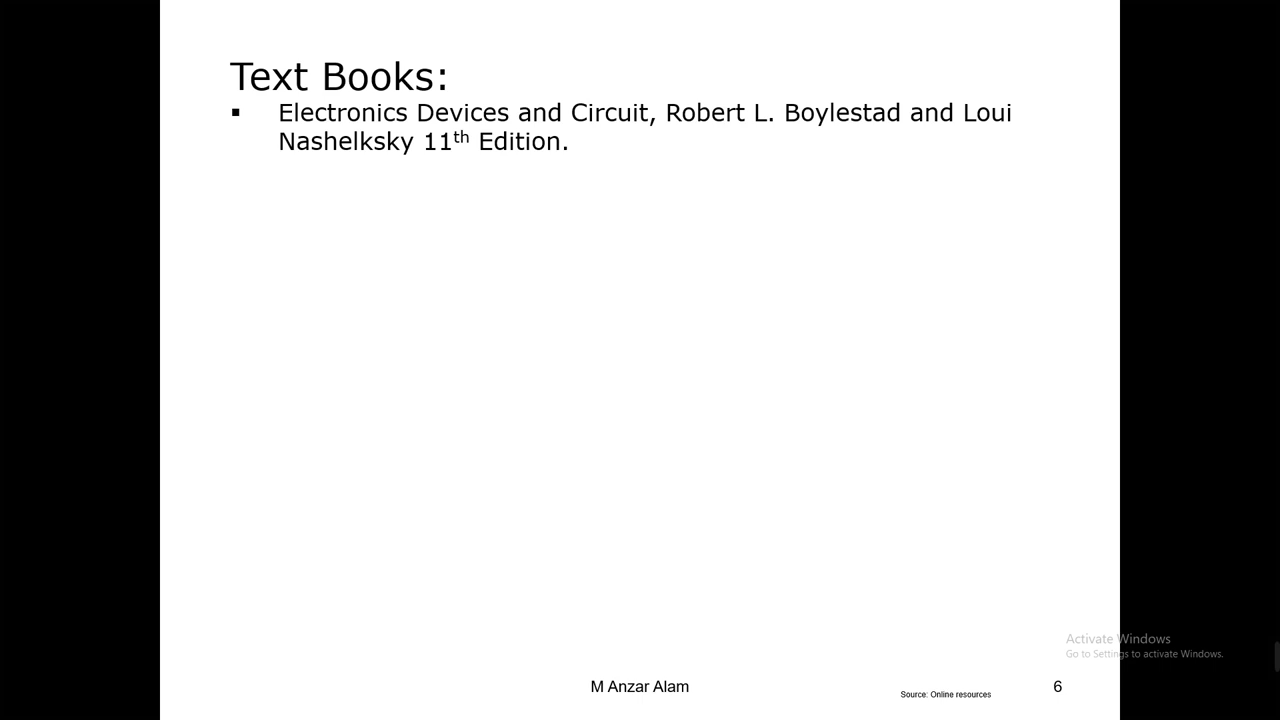 Text Books:
▪ Electronics Devices and Circuit, Robert L. Boylestad and Loui
Nashelksky 11th Edition.
Activate Windows
Go to Settings to activate Windows.
M Anzar Alam
Source: Online resources
6